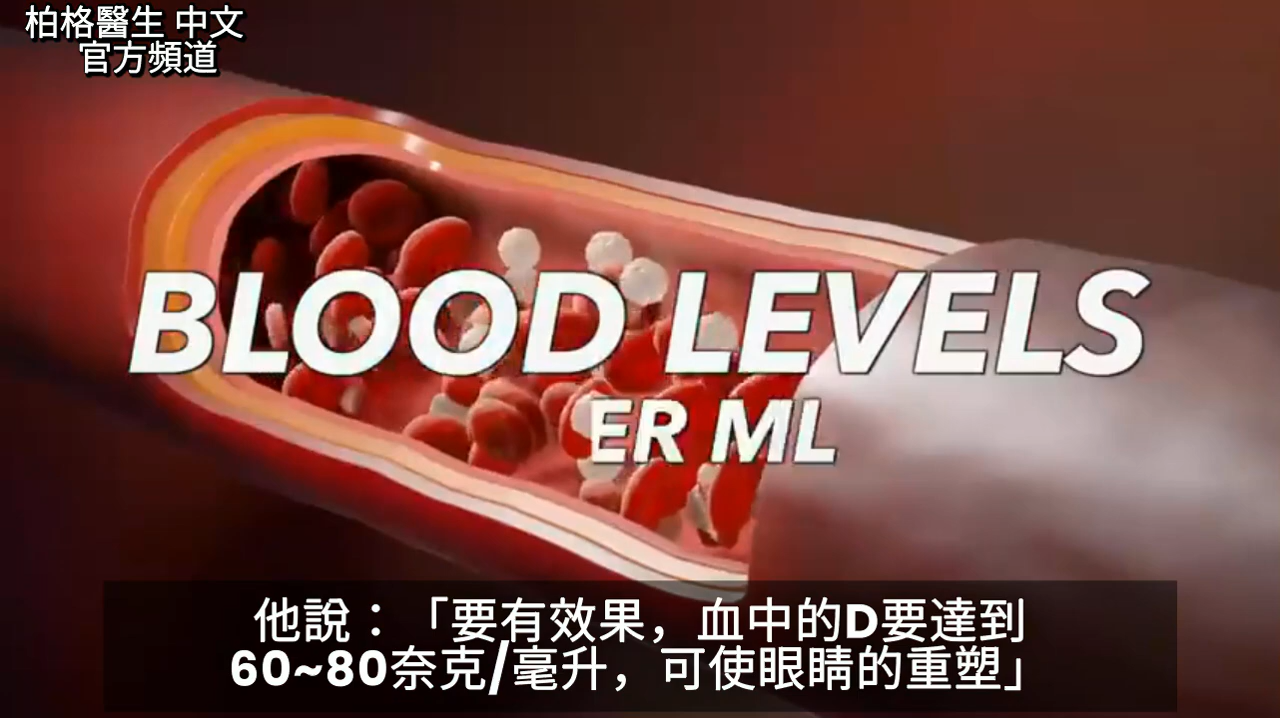 柏格醫生 中文
官方頻道
BLOOD LEVELS
ER ML
他說：「要有效果，血中的D要達到
60~80奈克/毫升，可使眼睛的重塑」